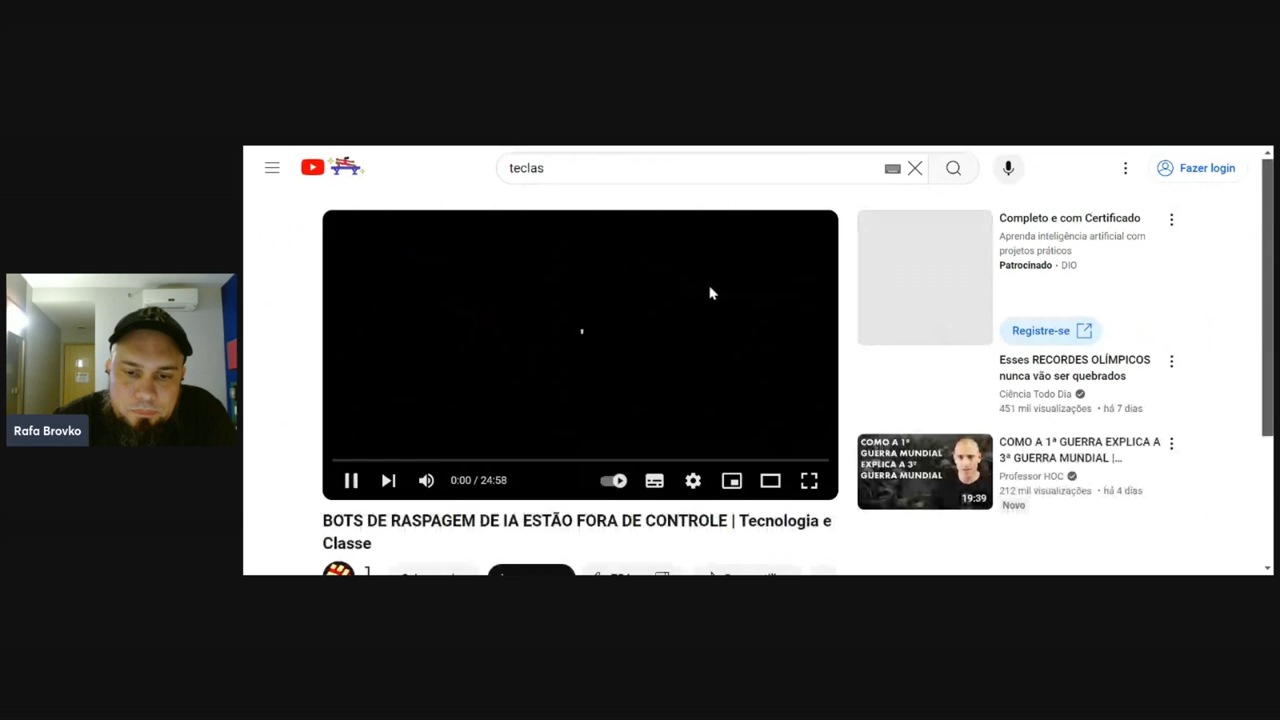 teclas
Fazer login
Completo e com Certificado
Aprenda inteligência artificial com
projetos práticos
Patrocinado · DIO
Registre-se
Esses RECORDES OLÍMPICOS
nunca vão ser quebrados
Ciência Todo Dia
451 mil visualizações • há 7 dias
COMO A 1ª
GUERRA MUNDIAL
EXPLICA A 3ª
GUERRA MUNDIAL
19:39
COMO A 1ª GUERRA EXPLICA A
3ª GUERRA MUNDIAL |...
Professor HOC
212 mil visualizações • há 4 dias
Novo
Rafa Brovko
0:00 / 24:58
BOTS DE RASPAGEM DE IA ESTÃO FORA DE CONTROLE | Tecnologia e
Classe